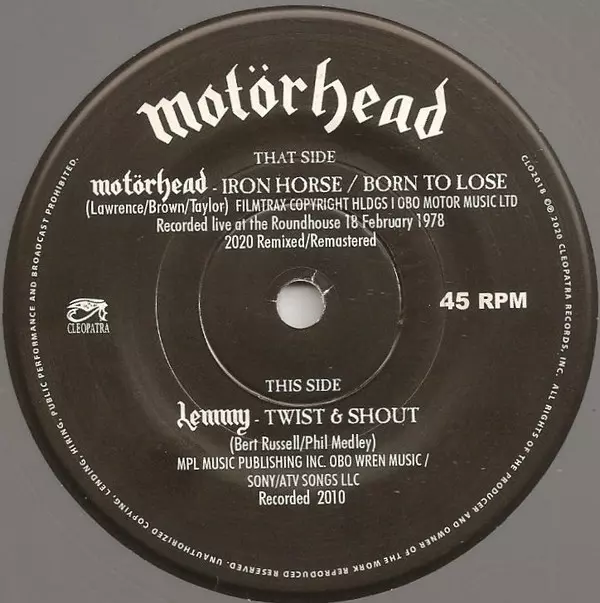 motörhead
THAT SIDE
motörhead - IRON HORSE / BORN TO LOSE
(Lawrence/Brown/Taylor) FILMTRAX COPYRIGHT HLDGS I OBO MOTOR MUSIC LTD
Recorded live at the Roundhouse 18 February 1978
2020 Remixed/Remastered
45 RPM
CLEOPATRA
THIS SIDE
Lemmy - TWIST & SHOUT
(Bert Russell/Phil Medley)
MPL MUSIC PUBLISHING INC. OBO WREN MUSIC /
SONY/ATV SONGS LLC
Recorded 2010
CLO2018 ©℗ 2020 CLEOPATRA RECORDS, INC. ALL RIGHTS OF THE PRODUCER AND OWNER OF THE WORK REPRODUCED RESERVED. UNAUTHORIZED COPYING, LENDING, HIRING, PUBLIC PERFORMANCE AND BROADCAST PROHIBITED.